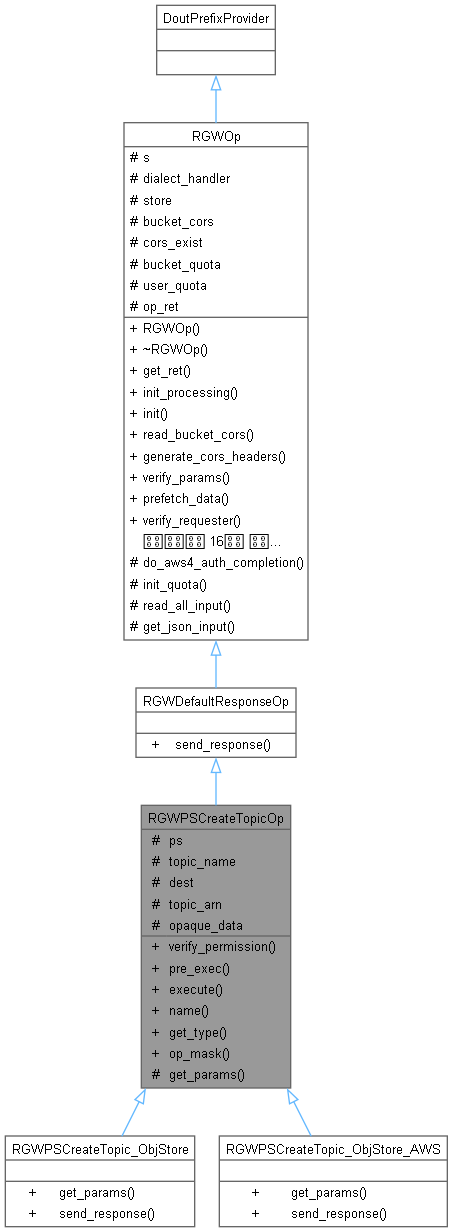 DoutPrefixProvider
RGWOp
# s
# dialect_handler
# store
# bucket_cors
# cors_exist
# bucket_quota
# user_quota
# op_ret
+ RGWOp()
+ ~RGWOp()
+ get_ret()
+ init_processing()
+ init()
+ read_bucket_cors()
+ generate_cors_headers()
+ verify_params()
+ prefetch_data()
+ verify_requester()
16 ...
# do_aws4_auth_completion()
# init_quota()
# read_all_input()
# get_json_input()
RGWDefaultResponseOp
+ send_response()
RGWPSCreateTopicOp
# ps
# topic_name
# dest
# topic_arn
# opaque_data
+ verify_permission()
+ pre_exec()
+ execute()
+ name()
+ get_type()
+ op_mask()
# get_params()
RGWPSCreateTopic_ObjStore
+ get_params()
+ send_response()
RGWPSCreateTopic_ObjStore_AWS
+ get_params()
+ send_response()